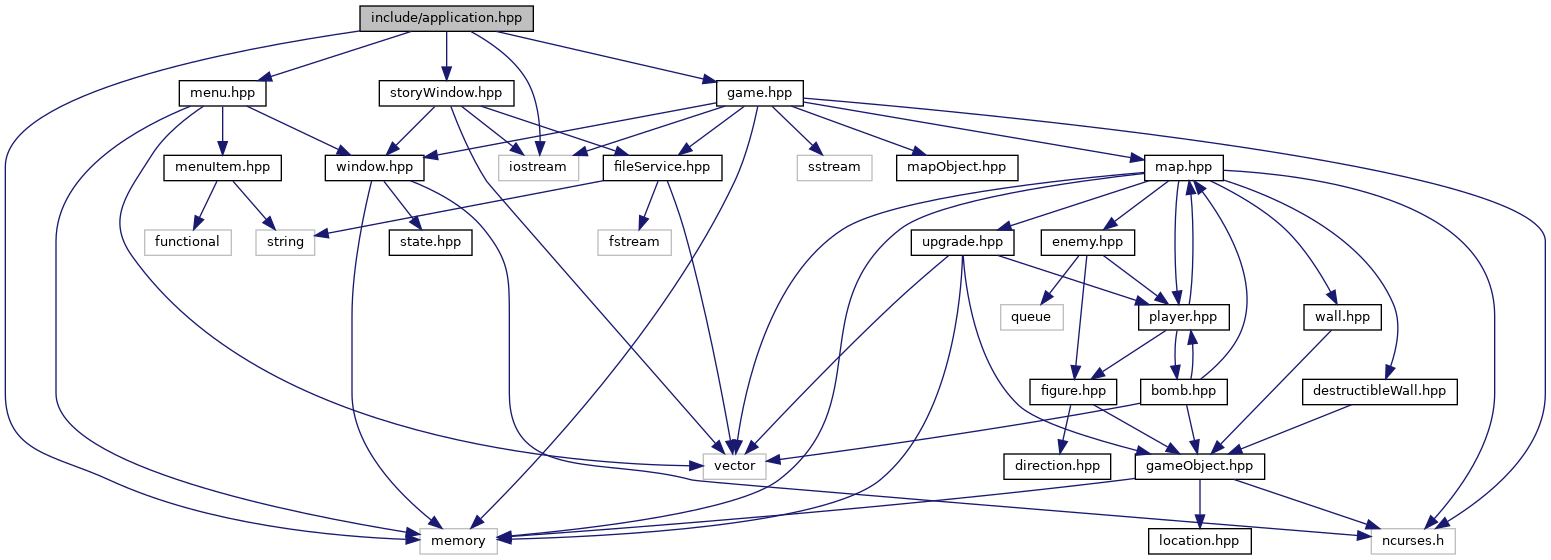 include/application.hpp
menu.hpp
storyWindow.hpp
game.hpp
menuItem.hpp
window.hpp
iostream
fileService.hpp
sstream
mapObject.hpp
map.hpp
functional
string
state.hpp
fstream
upgrade.hpp
enemy.hpp
queue
player.hpp
wall.hpp
figure.hpp
bomb.hpp
destructibleWall.hpp
vector
direction.hpp
gameObject.hpp
memory
location.hpp
ncurses.h